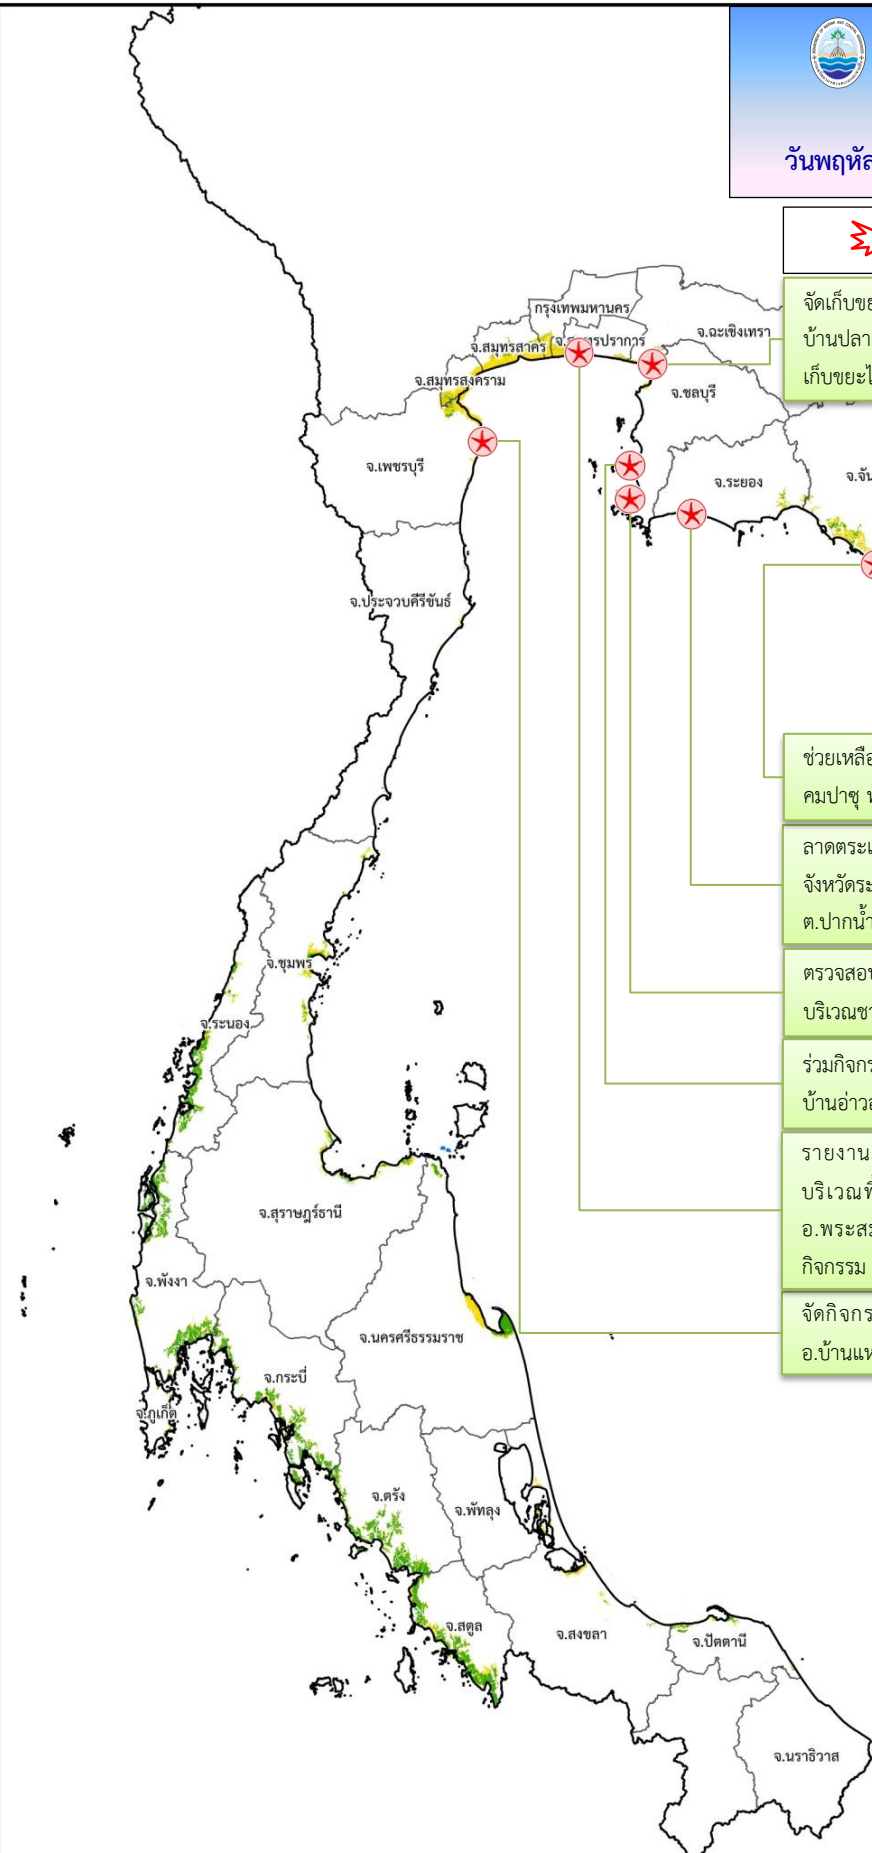 วันพฤหัส
จัดเก็บขย
บ้านปลา
เก็บขยะไ
กรุงเทพมหานคร
จ.ฉะเชิงเทรา
จ.สมุทรสาคร
จ.สมุทรปราการ
จ.สมุทรสงคราม
จ.ชลบุรี
จ.เพชรบุรี
จ.ระยอง
จ.จัน
จ.ประจวบคีรีขันธ์
ช่วยเหลือ
คมปาซุ
ลาดตระเ
จังหวัดระ
ต.ปากน้ำ
จ.ชุมพร
ตรวจสอบ
บริเวณชา
จ.ระนอง
ร่วมกิจกร
บ้านอ่าวอ
รายงาน
บริเวณพื
อ.พระสม
กิจกรรม
จ.สุราษฎร์ธานี
จ.พังงา
จัดกิจกร
อ.บ้านแห
จ.นครศรีธรรมราช
จ.กระบี่
จ.ภูเก็ต
จ.ตรัง
จ.พัทลุง
จ.สตูล
จ.สงขลา
จ.ปัตตานี
จ.นราธิวาส